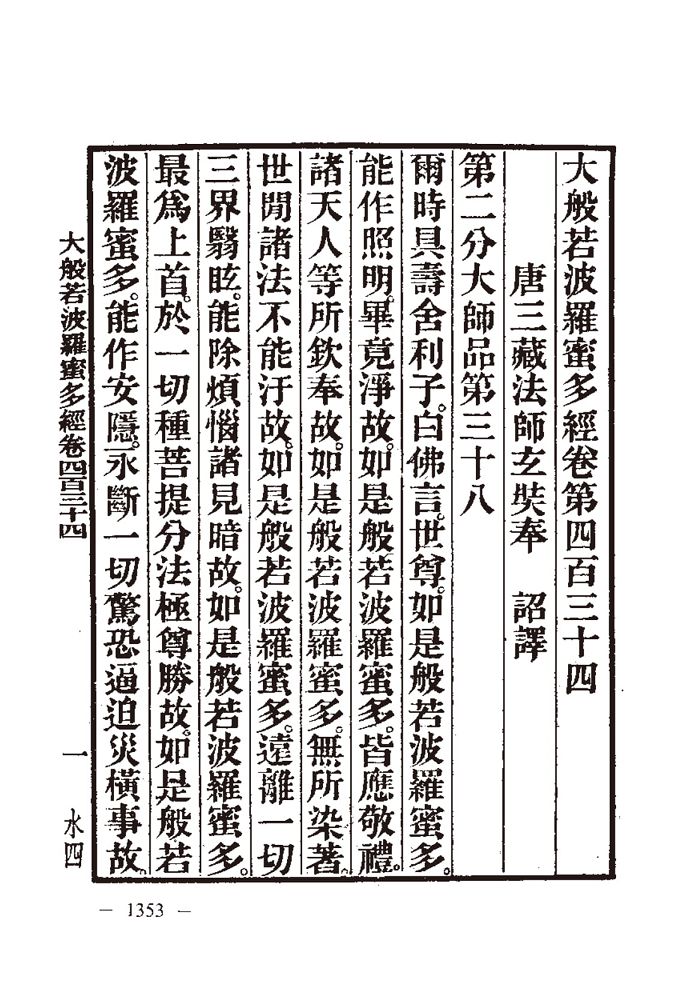 大般若波羅蜜多經卷第四百三十四
唐三藏法師玄奘奉　詔譯
第二分大師品第三十八
爾時具壽舍利子。白佛言。世尊。如是般若波羅蜜多。
能作照明。畢竟淨故。如是般若波羅蜜多。皆應敬禮。
諸天人等所欽奉故。如是般若波羅蜜多。無所染著。
世閒諸法不能汙故。如是般若波羅蜜多。遠離一切
三界翳眩。能除煩惱諸見暗故。如是般若波羅蜜多。
最爲上首。於一切種菩提分法極尊勝故。如是般若
波羅蜜多。能作安隱。永斷一切驚恐逼迫災橫事故。
大般若波羅蜜多經卷四百三十四　一　水四
— 1353 —